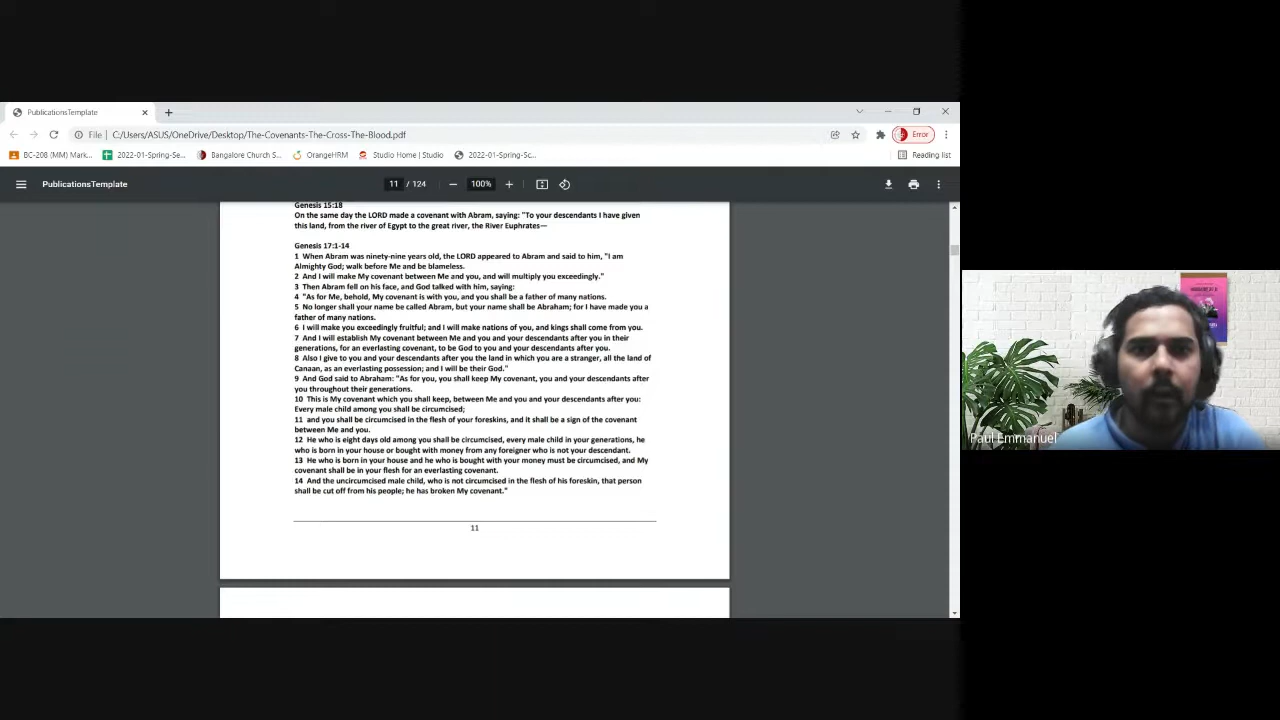 PublicationsTemplate
File
C:/Users/ASUS/OneDrive/Desktop/The-Covenants-The-Cross-The-Blood.pdf
Error
BC-208 (MM) Mark...
2022-01-Spring-Se...
Bangalore Church S...
OrangeHRM
Studio Home | Studio
2022-01-Spring-Sc...
Reading list
PublicationsTemplate
11 / 124
100%
Genesis 15:18
On the same day the LORD made a covenant with Abram, saying: "To your descendants I have given
this land, from the river of Egypt to the great river, the River Euphrates—
Genesis 17:1-14
1 When Abram was ninety-nine years old, the LORD appeared to Abram and said to him, "I am
Almighty God; walk before Me and be blameless.
2 And I will make My covenant between Me and you, and will multiply you exceedingly."
3 Then Abram fell on his face, and God talked with him, saying:
4 "As for Me, behold, My covenant is with you, and you shall be a father of many nations.
5 No longer shall your name be called Abram, but your name shall be Abraham; for I have made you a
father of many nations.
6 I will make you exceedingly fruitful; and I will make nations of you, and kings shall come from you.
7 And I will establish My covenant between Me and you and your descendants after you in their
generations, for an everlasting covenant, to be God to you and your descendants after you.
8 Also I give to you and your descendants after you the land in which you are a stranger, all the land of
Canaan, as an everlasting possession; and I will be their God."
9 And God said to Abraham: "As for you, you shall keep My covenant, you and your descendants after
you throughout their generations.
10 This is My covenant which you shall keep, between Me and you and your descendants after you:
Every male child among you shall be circumcised;
11 and you shall be circumcised in the flesh of your foreskins, and it shall be a sign of the covenant
between Me and you.
12 He who is eight days old among you shall be circumcised, every male child in your generations, he
who is born in your house or bought with money from any foreigner who is not your descendant.
13 He who is born in your house and he who is bought with your money must be circumcised, and My
covenant shall be in your flesh for an everlasting covenant.
14 And the uncircumcised male child, who is not circumcised in the flesh of his foreskin, that person
shall be cut off from his people; he has broken My covenant."
11
Paul Emmanuel